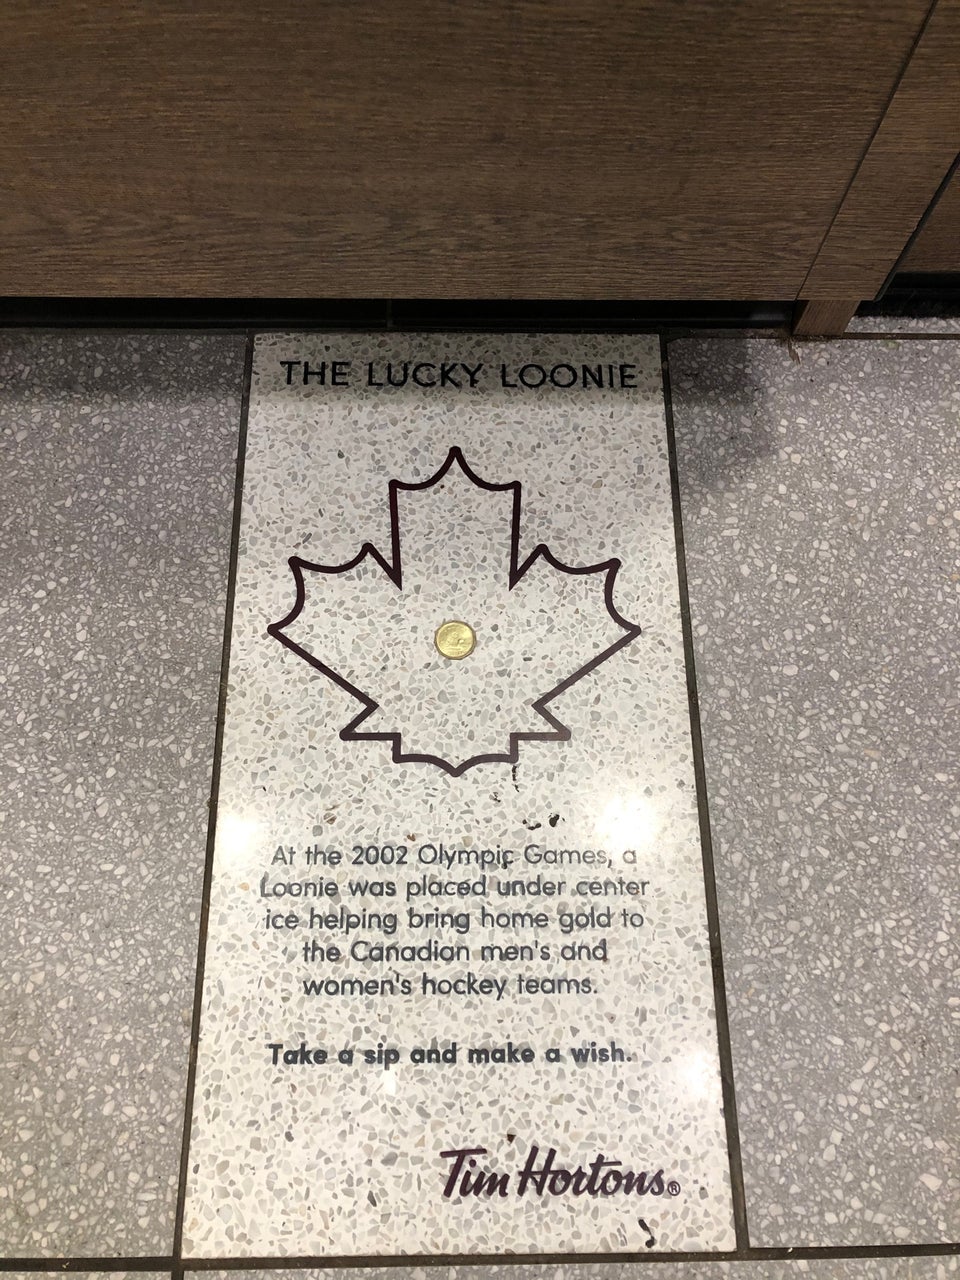 THE LUCKY LOONIE
At the 2002 Olympic Games, a
Loonie was placed under center
ice helping bring home gold to
the Canadian men's and
women's hockey teams.
Take a sip and make a wish.
Tim Hortons®